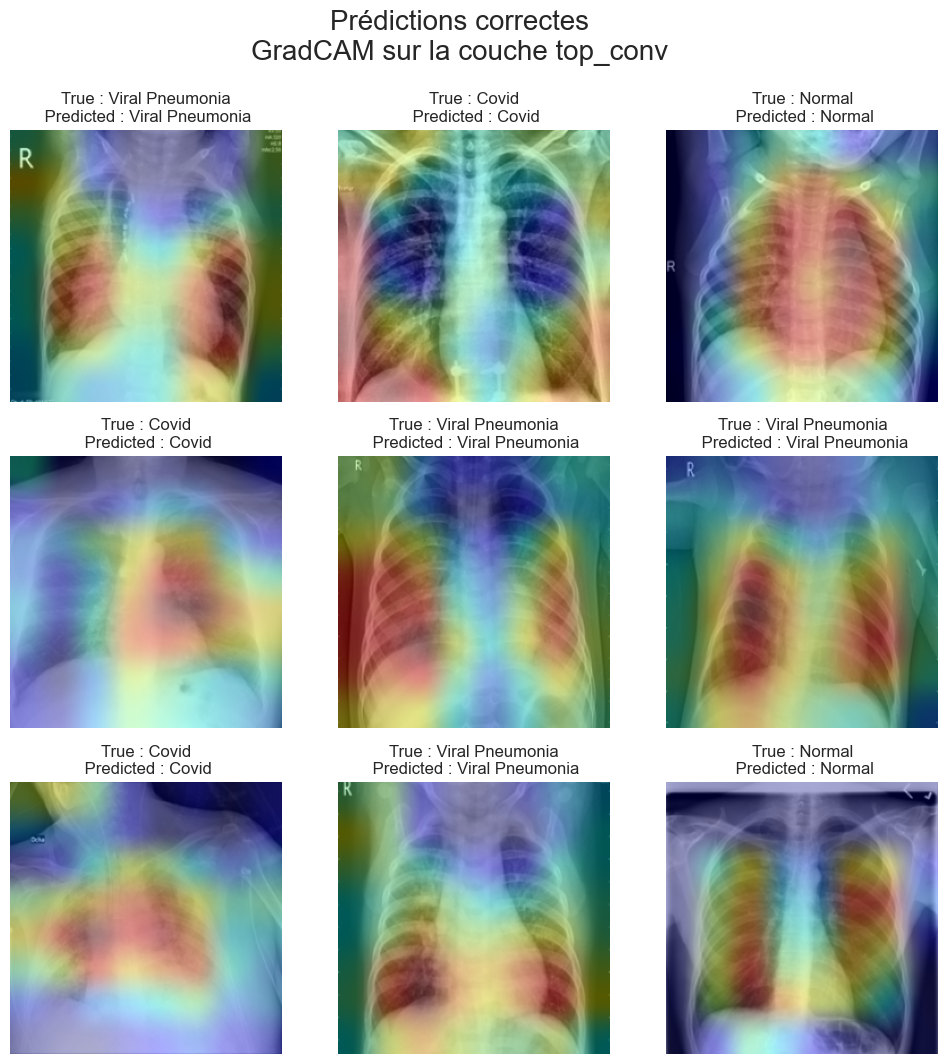 Prédictions correctes
GradCAM sur la couche top_conv
True : Viral Pneumonia
Predicted : Viral Pneumonia
True : Covid
Predicted : Covid
True : Normal
Predicted : Normal
R
R
True : Covid
Predicted : Covid
True : Viral Pneumonia
Predicted : Viral Pneumonia
True : Viral Pneumonia
Predicted : Viral Pneumonia
R
R
True : Covid
Predicted : Covid
True : Viral Pneumonia
Predicted : Viral Pneumonia
True : Normal
Predicted : Normal
R